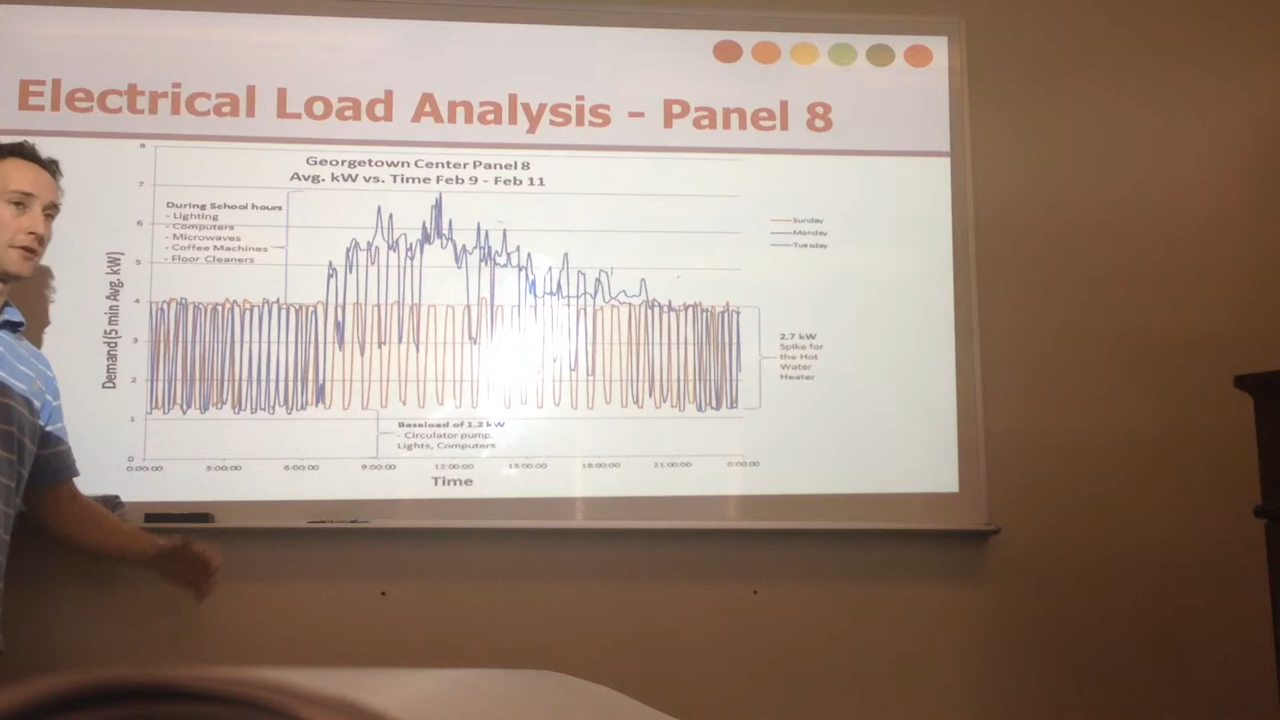 Electrical Load Analysis - Panel 8
Georgetown Center Panel 8
Avg. kW vs. Time Feb 9 - Feb 11
8
7
6
5
4
3
2
1
0
Demand (5 min Avg. kW)
During School hours
- Lighting
- Computers
- Microwaves
- Coffee Machines
- Floor Cleaners
Sunday
Monday
Tuesday
2.7 kW
Spike for
the Hot
Water
Heater
Baseload of 1.2 kW
- Circulator pump,
Lights, Computers
0:00:00 3:00:00 6:00:00 9:00:00 12:00:00 15:00:00 18:00:00 21:00:00 0:00:00
Time